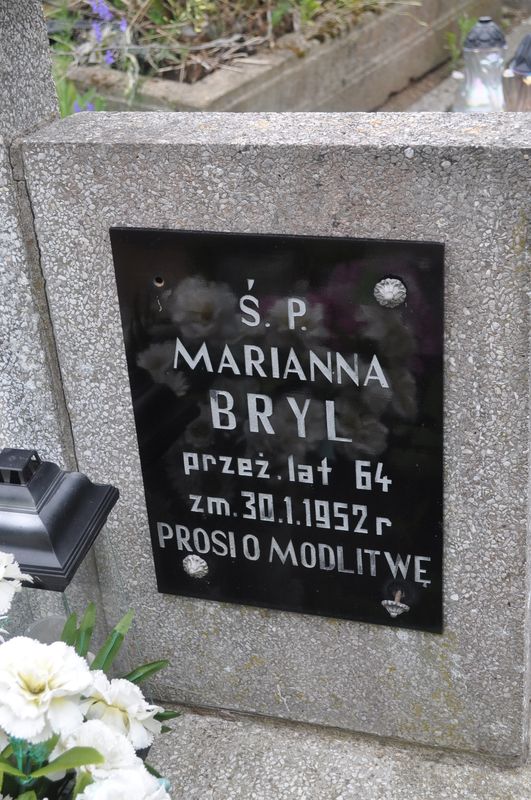 Ś. P.
MARIANNA
BRYL
przeż. lat 64
zm. 30.1.1952 r
PROSI O MODLITWĘ